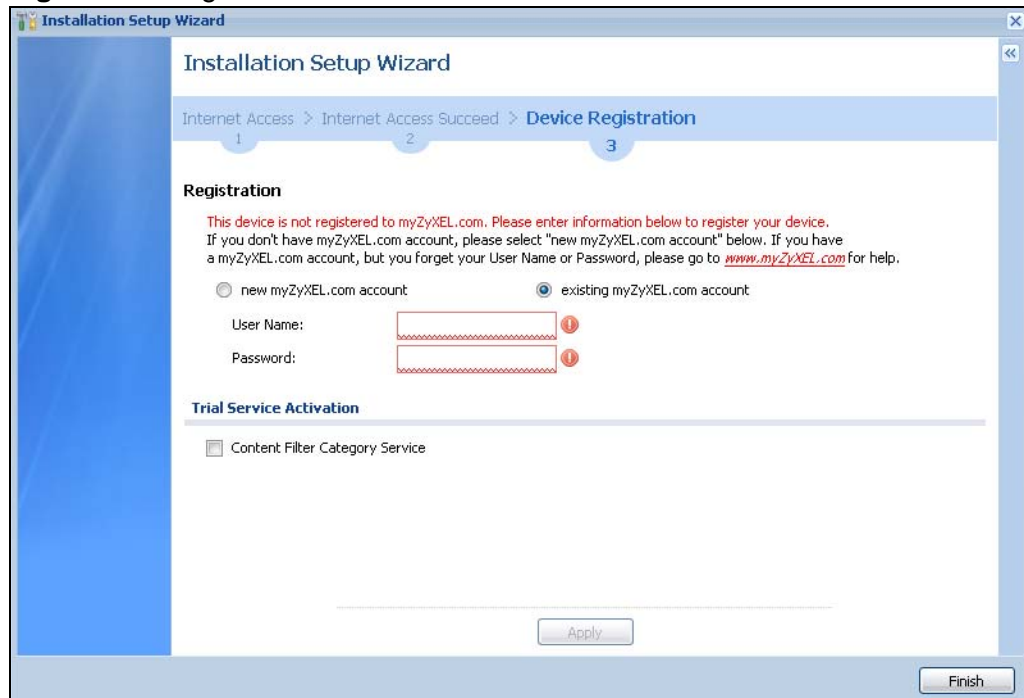 Installation Setup Wizard
Installation Setup Wizard
Internet Access > Internet Access Succeed > Device Registration
1 2 3
Registration
This device is not registered to myZyXEL.com. Please enter information below to register your device.
If you don't have myZyXEL.com account, please select "new myZyXEL.com account" below. If you have
a myZyXEL.com account, but you forget your User Name or Password, please go to www.myZyXEL.com for help.
new myZyXEL.com account existing myZyXEL.com account
User Name:
Password:
Trial Service Activation
Content Filter Category Service
Apply
Finish